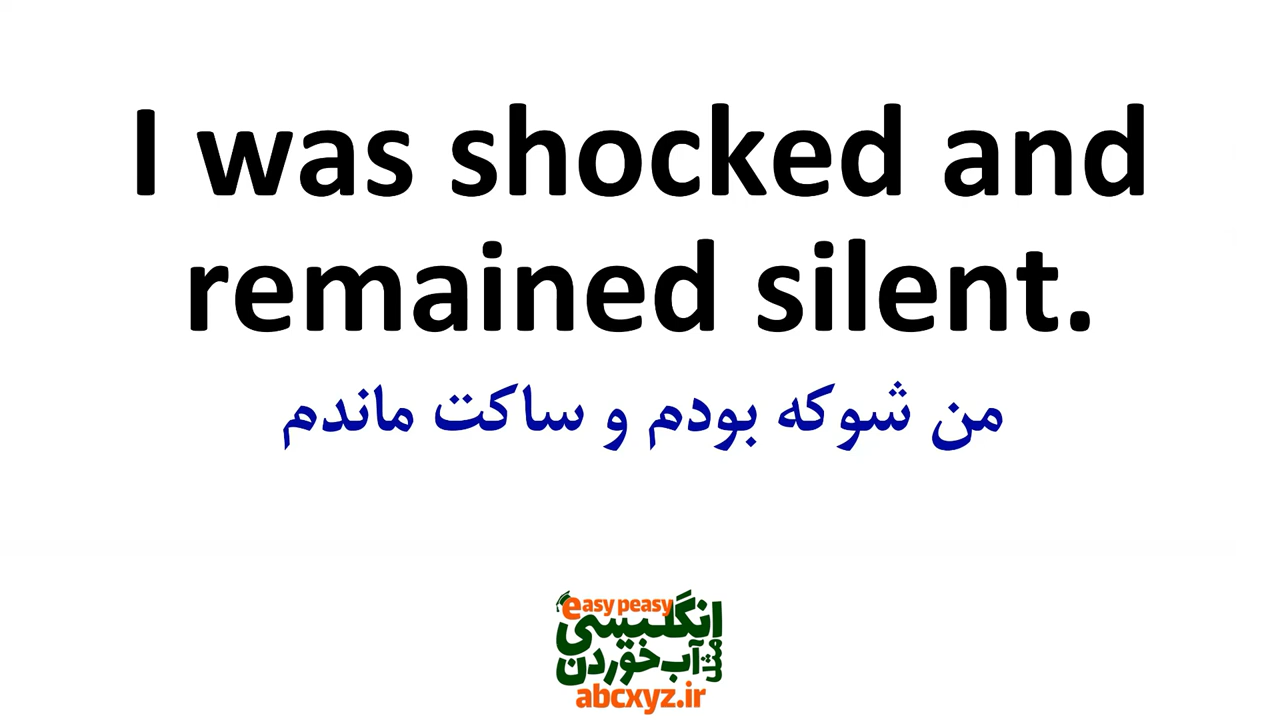 I was shocked and
remained silent.
من شوکه بودم و ساکت ماندم
easy peasy
انگلیسی
مثل آب خوردن
abcxyz.ir